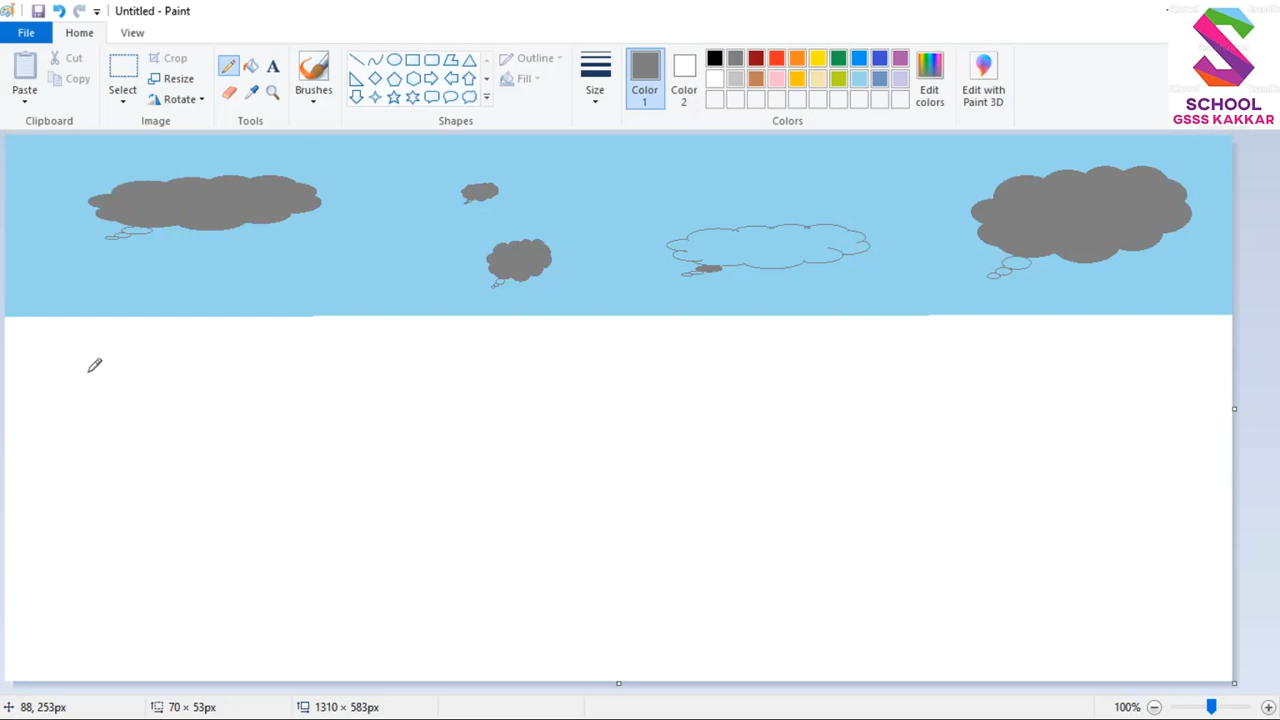 Untitled - Paint
File
Home
View
Paste
Cut
Copy
Clipboard
Select
Crop
Resize
Rotate
Image
Tools
Brushes
Shapes
Outline
Fill
Size
Color
1
Color
2
Edit
colors
Edit with
Paint 3D
Colors
SCHOOL
GSSS KAKKAR
88, 253px
70 × 53px
1310 × 583px
100%